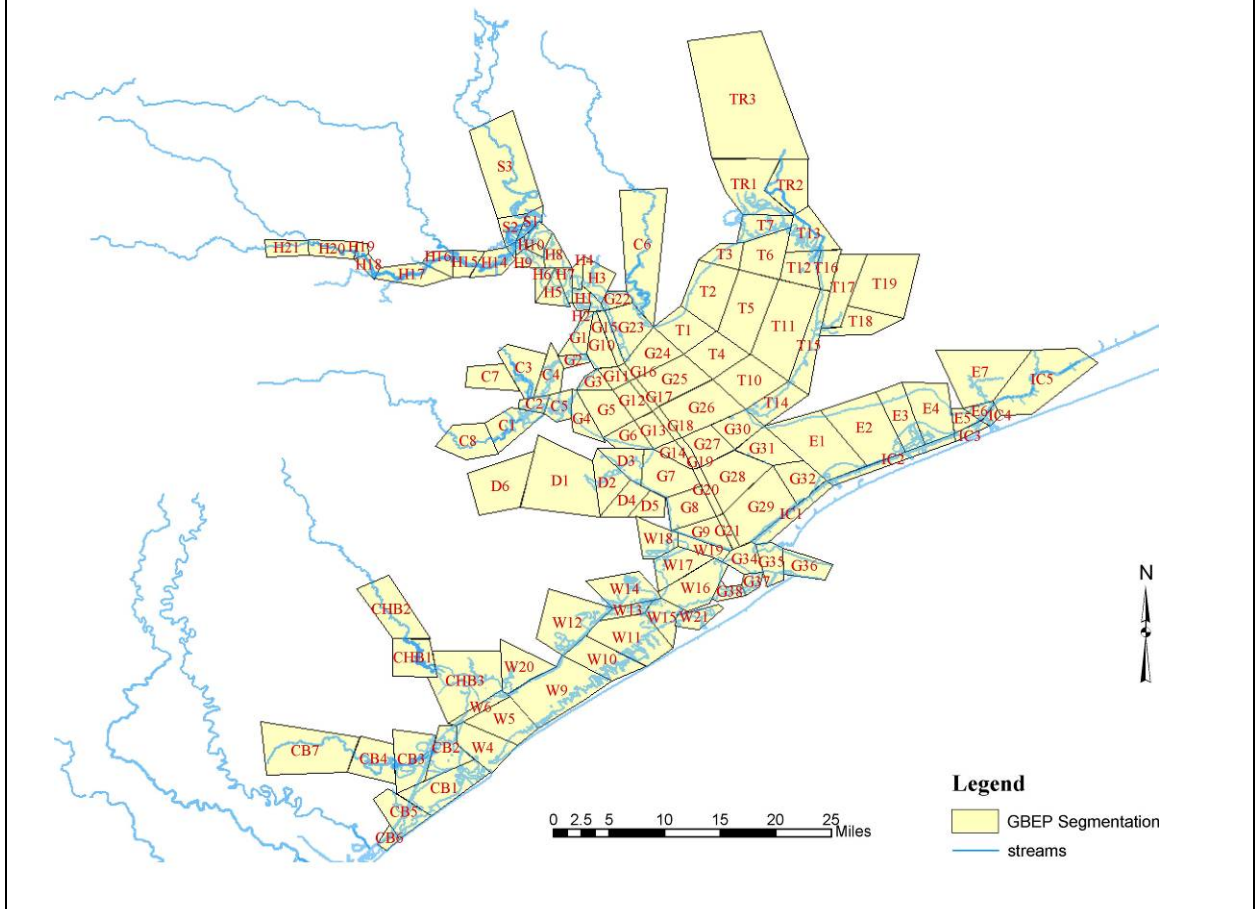 TR3
S3
TR1
TR2
S1
S2
T7
T13
H21
H20
H19
H18
H17
H16
H15
H14
H10
H9
H8
H7
H6
H5
H4
H3
H1
H2
C6
T3
T6
T12
T16
T17
T19
T18
T2
T5
T11
T15
G22
G15
G23
G1
G10
T1
G24
T4
G2
G16
G11
G3
G25
T10
C7
C3
C4
C2
C5
C1
C8
G4
G5
G12
G17
G26
T14
G6
G13
G18
G30
G27
G31
G14
G19
E7
IC5
E6
IC4
E5
IC3
E4
E3
E2
E1
IC2
D6
D1
D3
D2
D4
D5
G7
G20
G28
G32
G8
G29
IC1
G9
G21
W18
W19
W17
G34
G35
G36
G37
G38
W16
W14
W13
W15
W21
W12
W11
W10
CHB2
CHB1
CHB3
W20
W9
W6
W5
CB7
CB4
CB3
CB2
W4
CB1
CB5
CB6
N
0 2.5 5 10 15 20 25
Miles
Legend
GBEP Segmentation
streams